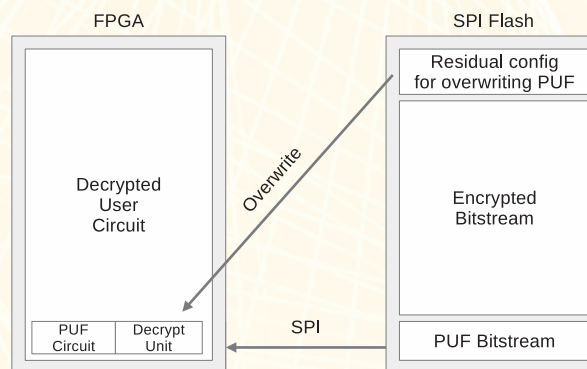 FPGA
SPI Flash
Residual config
for overwriting PUF
Overwrite
Decrypted
User
Circuit
Encrypted
Bitstream
PUF
Circuit
Decrypt
Unit
SPI
PUF Bitstream